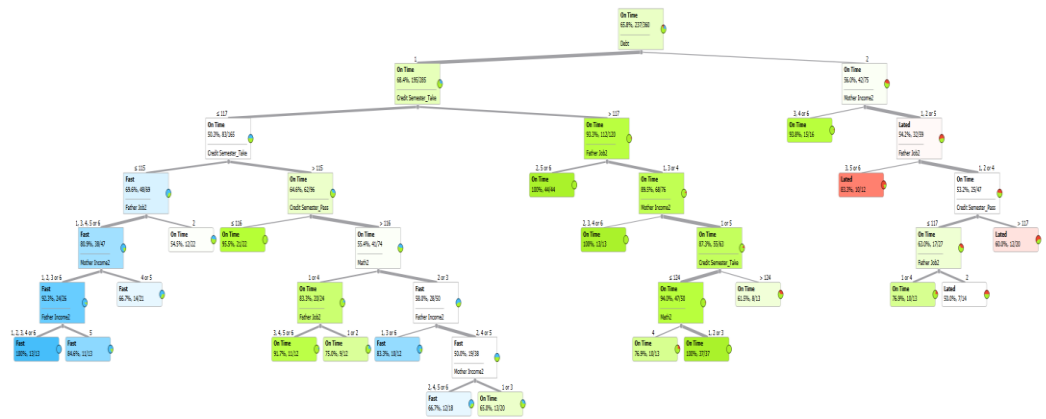 On Time
65.8%, 237/360
Debt
1
2
On Time
68.4%, 195/285
Credit Semester_Take
On Time
56.0%, 42/75
Mother Income2
≤ 117
> 117
3, 4 or 6
1, 2 or 5
On Time
50.3%, 83/165
Credit Semester_Take
On Time
93.3%, 112/120
Father Job2
On Time
93.8%, 15/16
Lated
54.2%, 32/59
Father Job2
≤ 115
> 115
2, 5 or 6
1, 3 or 4
3, 5 or 6
1, 2 or 4
Fast
69.6%, 48/69
Father Job2
On Time
64.6%, 62/96
Credit Semester_Pass
On Time
100%, 44/44
On Time
89.5%, 68/76
Mother Income2
Lated
83.3%, 10/12
On Time
53.2%, 25/47
Credit Semester_Pass
1, 3, 4, 5 or 6
2
≤ 116
> 116
2, 3, 4 or 6
1 or 5
≤ 117
> 117
Fast
80.9%, 38/47
Mother Income2
On Time
54.5%, 12/22
On Time
95.5%, 21/22
On Time
55.4%, 41/74
Math2
On Time
100%, 13/13
On Time
87.3%, 55/63
Credit Semester_Take
On Time
63.0%, 17/27
Father Job2
Lated
60.0%, 12/20
1, 2, 3 or 6
4 or 5
1 or 4
2 or 3
≤ 124
> 124
1 or 4
2
Fast
92.3%, 24/26
Father Income2
Fast
66.7%, 14/21
On Time
83.3%, 20/24
Father Job2
Fast
58.0%, 28/50
Father Income2
On Time
94.0%, 47/50
Math2
On Time
61.5%, 8/13
On Time
76.9%, 10/13
Lated
50.0%, 7/14
1, 2, 3, 4 or 6
5
3, 4, 5 or 6
1 or 2
1, 3 or 6
2, 4 or 5
4
1, 2 or 3
Fast
100%, 13/13
Fast
84.6%, 11/13
On Time
91.7%, 11/12
On Time
75.0%, 9/12
Fast
83.3%, 10/12
Fast
50.0%, 19/38
Mother Income2
On Time
76.9%, 10/13
On Time
100%, 37/37
2, 4, 5 or 6
1 or 3
Fast
66.7%, 12/18
On Time
65.0%, 13/20